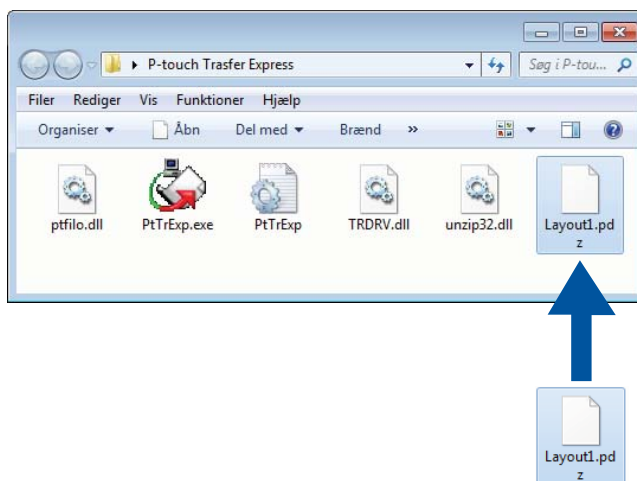 P-touch Trasfer Express
Søg i P-tou...
Filer Rediger Vis Funktioner Hjælp
Organiser Åbn Del med Brænd »
ptfilo.dll PtTrExp.exe PtTrExp TRDRV.dll unzip32.dll Layout1.pd
z
Layout1.pd
z